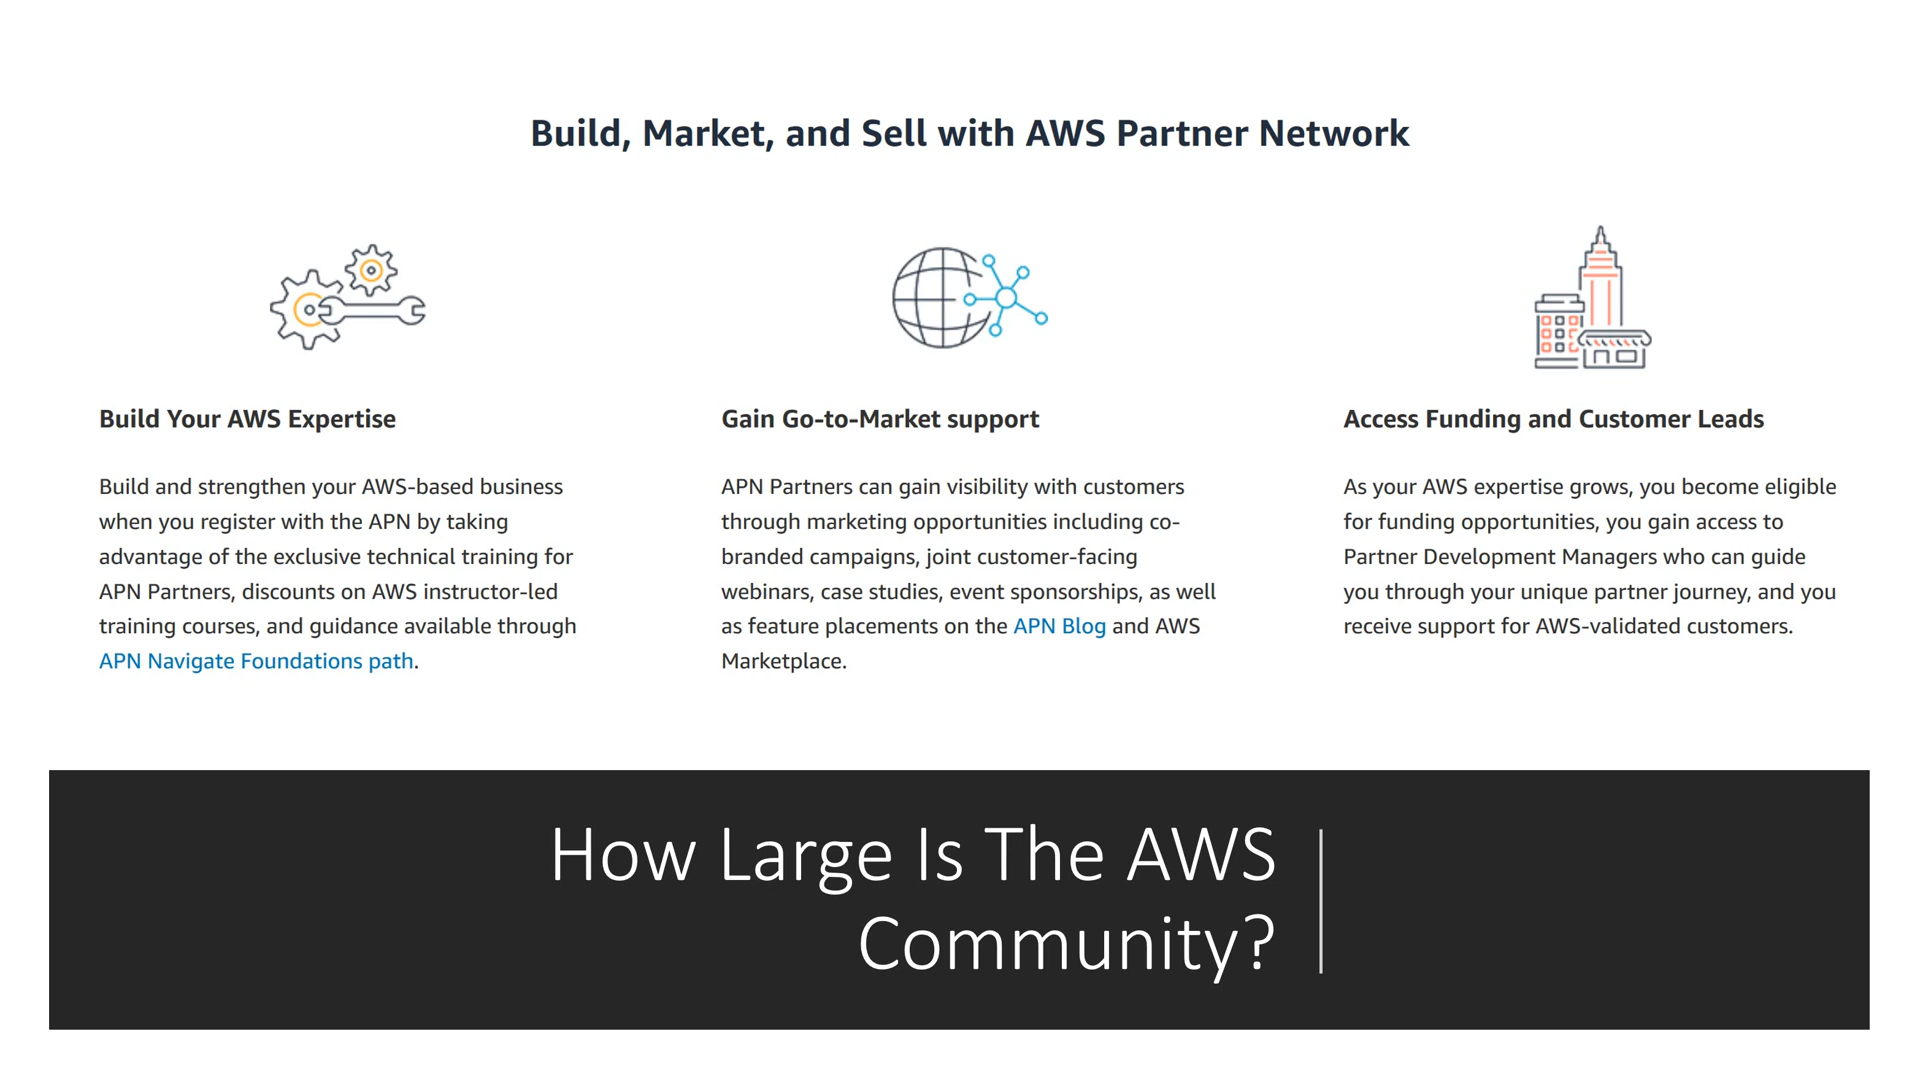 Build, Market, and Sell with AWS Partner Network
Build Your AWS Expertise
Build and strengthen your AWS-based business
when you register with the APN by taking
advantage of the exclusive technical training for
APN Partners, discounts on AWS instructor-led
training courses, and guidance available through
APN Navigate Foundations path.
Gain Go-to-Market support
APN Partners can gain visibility with customers
through marketing opportunities including co-
branded campaigns, joint customer-facing
webinars, case studies, event sponsorships, as well
as feature placements on the APN Blog and AWS
Marketplace.
Access Funding and Customer Leads
As your AWS expertise grows, you become eligible
for funding opportunities, you gain access to
Partner Development Managers who can guide
you through your unique partner journey, and you
receive support for AWS-validated customers.
How Large Is The AWS
Community?